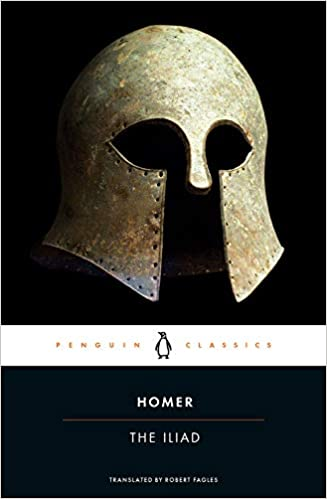 PENGUIN CLASSICS
HOMER
THE ILIAD
TRANSLATED BY ROBERT FAGLES